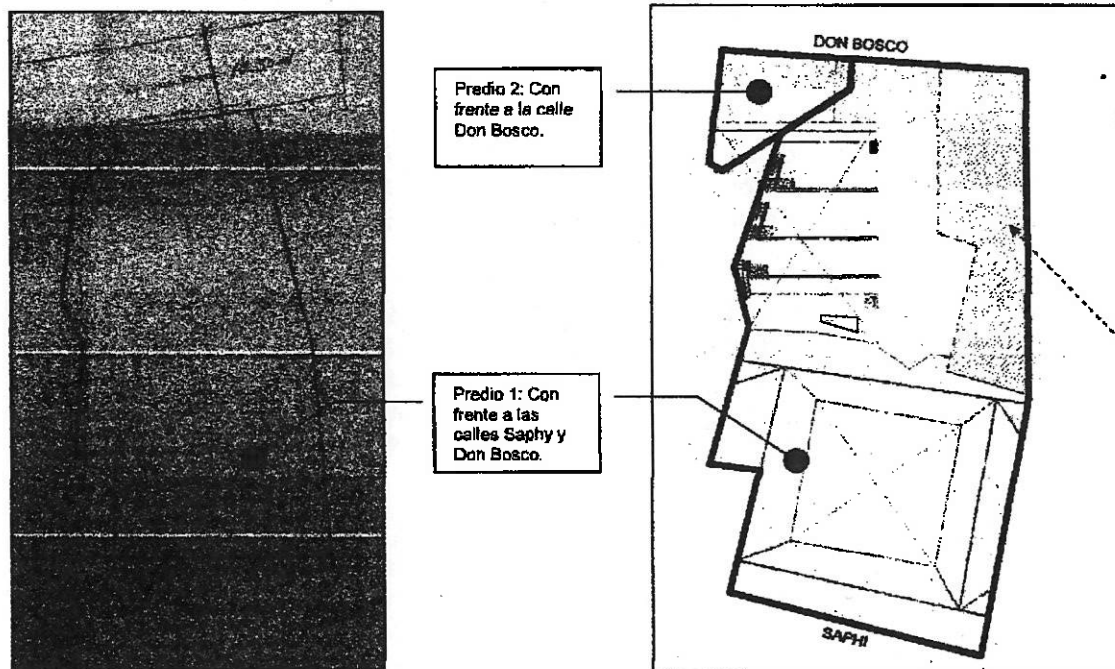 DON BOSCO
Predio 2: Con
frente a la calle
Don Bosco.
Predio 1: Con
frente a las
calles Saphy y
Don Bosco.
SAPHI